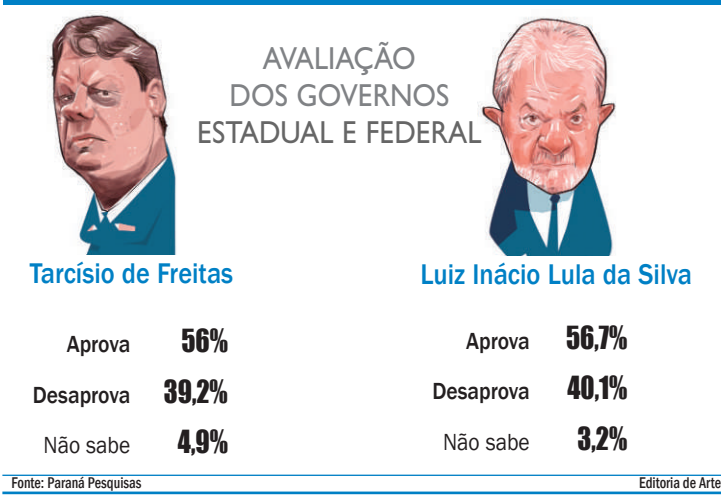 AVALIAÇÃO
DOS GOVERNOS
ESTADUAL E FEDERAL
Tarcísio de Freitas
Aprova 56%
Desaprova 39,2%
Não sabe 4,9%
Luiz Inácio Lula da Silva
Aprova 56,7%
Desaprova 40,1%
Não sabe 3,2%
Fonte: Paraná Pesquisas
Editoria de Arte